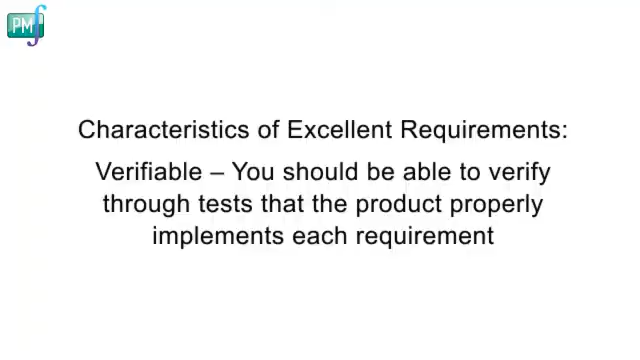 PMf
Characteristics of Excellent Requirements:
Verifiable – You should be able to verify
through tests that the product properly
implements each requirement